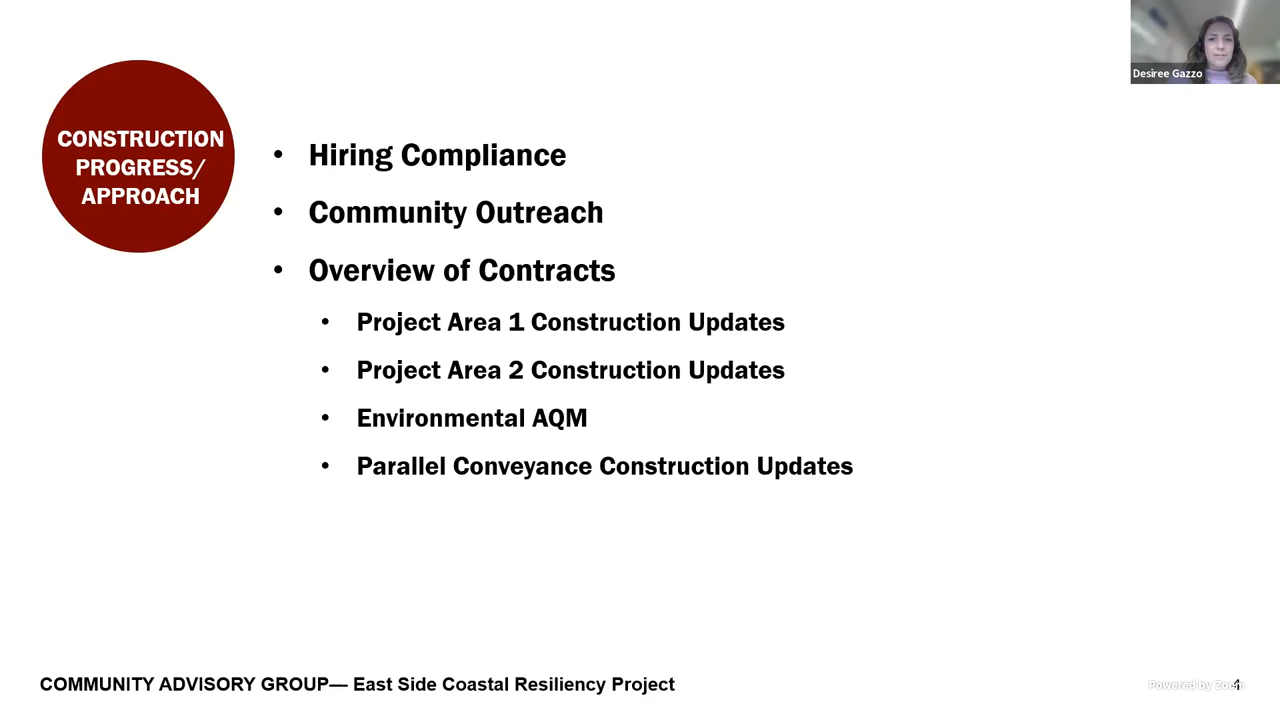 Desiree Gazzo
CONSTRUCTION
PROGRESS/
APPROACH
• Hiring Compliance
• Community Outreach
• Overview of Contracts
• Project Area 1 Construction Updates
• Project Area 2 Construction Updates
• Environmental AQM
• Parallel Conveyance Construction Updates
COMMUNITY ADVISORY GROUP— East Side Coastal Resiliency Project
Powered by Zoom
4